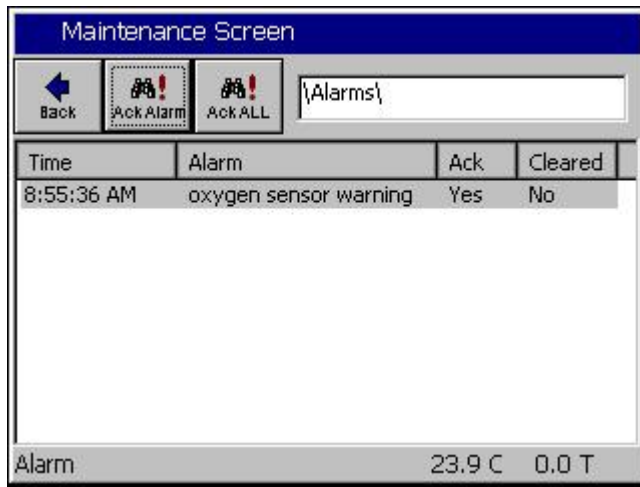 Maintenance Screen
Back Ack Alarm Ack ALL \Alarms\
Time Alarm Ack Cleared
8:55:36 AM oxygen sensor warning Yes No
Alarm 23.9 C 0.0 T